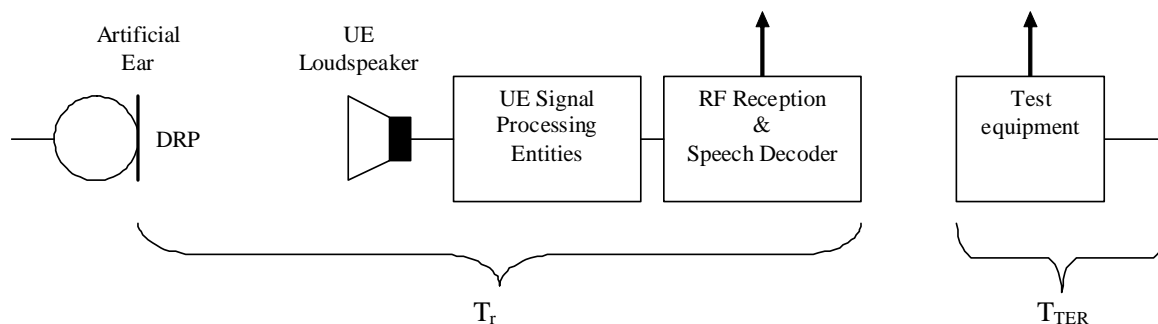 Artificial
Ear
UE
Loudspeaker
DRP
UE Signal
Processing
Entities
RF Reception
&
Speech Decoder
Test
equipment
Tr
TTER